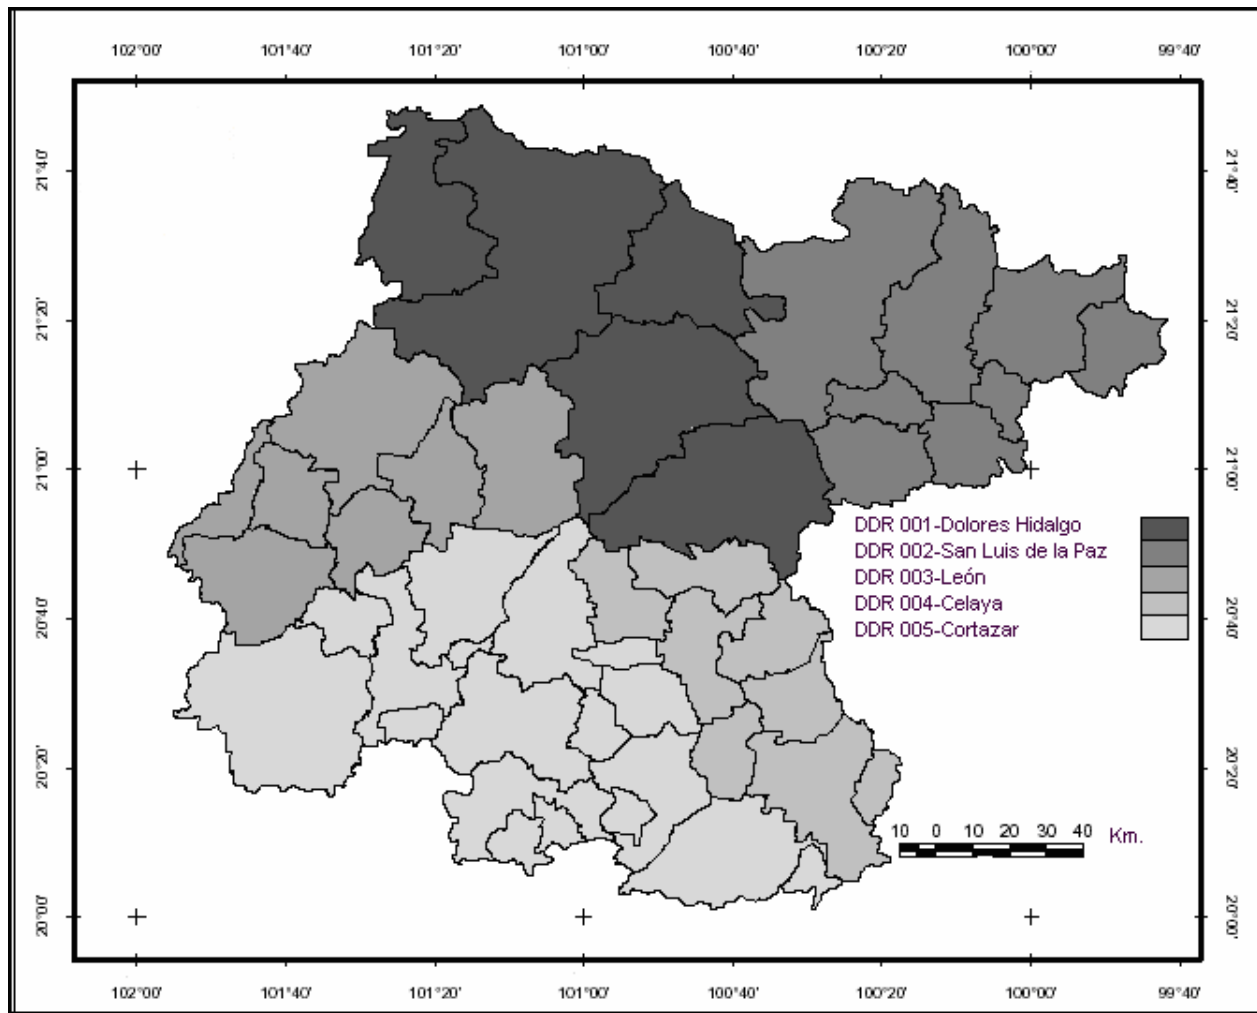 102°00' 101°40' 101°20' 101°00' 100°40' 100°20' 100°00' 99°40'
21°40' 21°40'
21°20' 21°20'
21°00' 21°00'
DDR 001-Dolores Hidalgo
DDR 002-San Luis de la Paz
DDR 003-León
DDR 004-Celaya
DDR 005-Cortazar
20°40' 20°40'
20°20' 20°20'
10 0 10 20 30 40 Km.
20°00' 20°00'
102°00' 101°40' 101°20' 101°00' 100°40' 100°20' 100°00' 99°40'